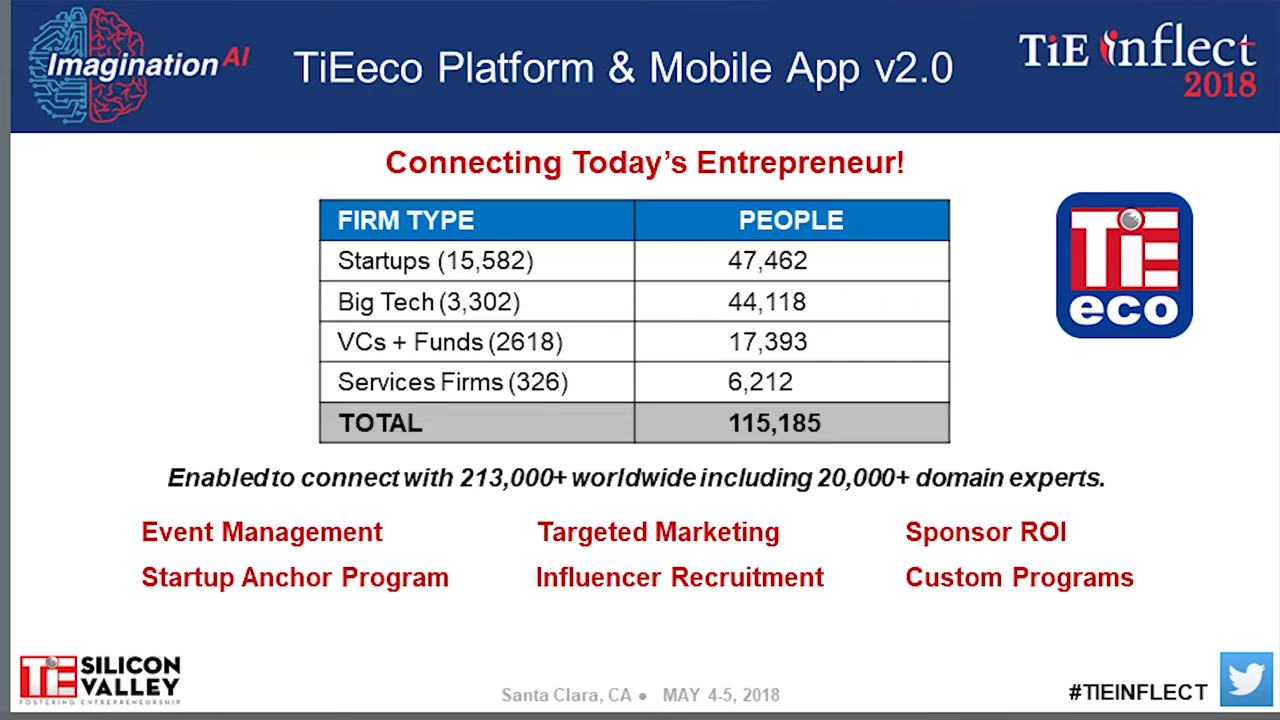 Imagination AI
TiEeco Platform & Mobile App v2.0
TiE inflect
2018
Connecting Today's Entrepreneur!
FIRM TYPE PEOPLE
Startups (15,582) 47,462
Big Tech (3,302) 44,118
VCs + Funds (2618) 17,393
Services Firms (326) 6,212
TOTAL 115,185
TiE
eco
Enabled to connect with 213,000+ worldwide including 20,000+ domain experts.
Event Management Targeted Marketing Sponsor ROI
Startup Anchor Program Influencer Recruitment Custom Programs
TiE SILICON
VALLEY
FOSTERING ENTREPRENEURSHIP
Santa Clara, CA ● MAY 4-5, 2018
#TIEINFLECT